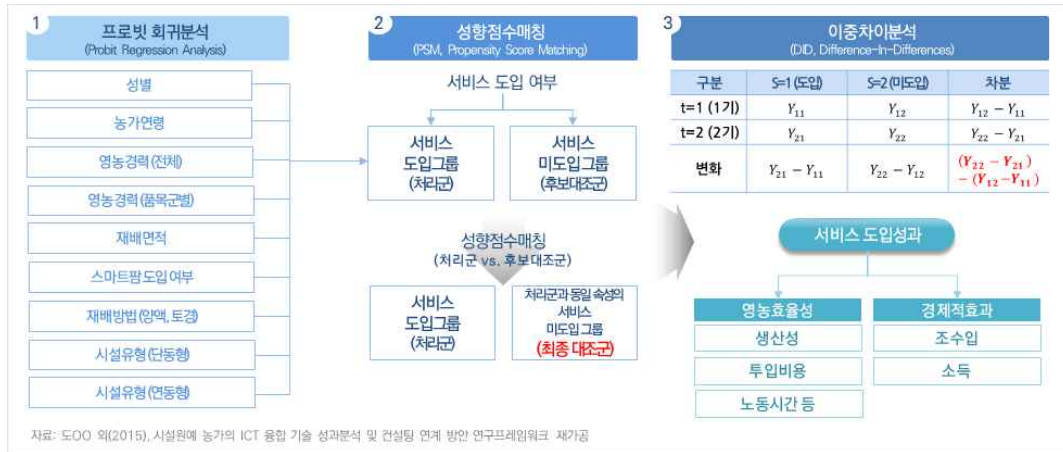 1
프로빗 회귀분석
(Probit Regression Analysis)
성별
농가연령
영농경력(전체)
영농경력(품목군별)
재배면적
스마트팜도입여부
재배방법(양액, 토경)
시설유형(단동형)
시설유형(연동형)
2
성향점수매칭
(PSM, Propensity Score Matching)
서비스 도입 여부
서비스
도입그룹
(처리군)
서비스
미도입그룹
(후보대조군)
성향점수매칭
(처리군 vs. 후보대조군)
서비스
도입그룹
(처리군)
처리군과 동일 속성의
서비스
미도입 그룹
(최종 대조군)
3
이중차이분석
(DID, Difference-In-Differences)
구분 S=1 (도입) S=2 (미도입) 차분
t=1 (1기) Y₁₁ Y₁₂ Y₁₂ − Y₁₁
t=2 (2기) Y₂₁ Y₂₂ Y₂₂ − Y₂₁
변화 Y₂₁ − Y₁₁ Y₂₂ − Y₁₂ (Y₂₂ − Y₂₁)
− (Y₁₂−Y₁₁)
서비스 도입성과
영농효율성
생산성
투입비용
노동시간 등
경제적효과
조수입
소득
자료: 도OO 외(2015), 시설원예 농가의 ICT 융합 기술 성과분석 및 컨설팅 연계 방안 연구프레임워크 재가공